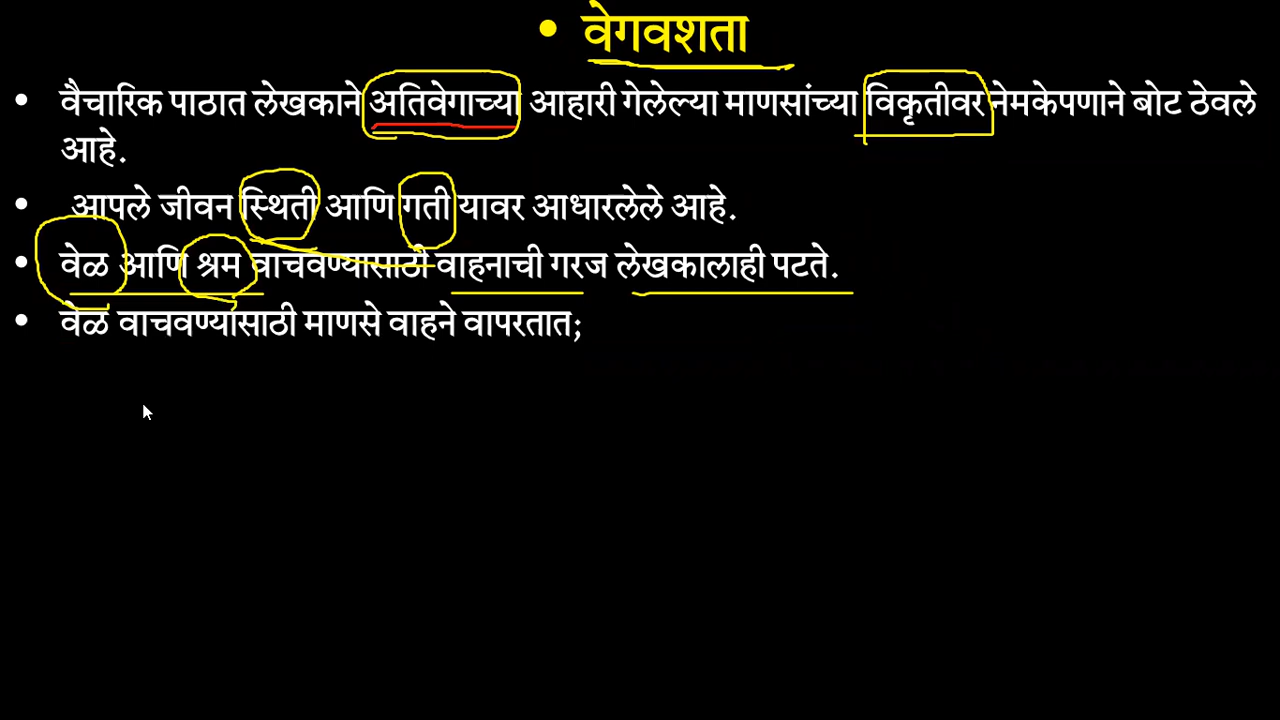 • वेगवशता
• वैचारिक पाठात लेखकाने अतिवेगाच्या आहारी गेलेल्या माणसांच्या विकृतीवर नेमकेपणाने बोट ठेवले
आहे.
• आपले जीवन स्थिती आणि गती यावर आधारलेले आहे.
• वेळ आणि श्रम वाचवण्यासाठी वाहनाची गरज लेखकालाही पटते.
• वेळ वाचवण्यासाठी माणसे वाहने वापरतात;